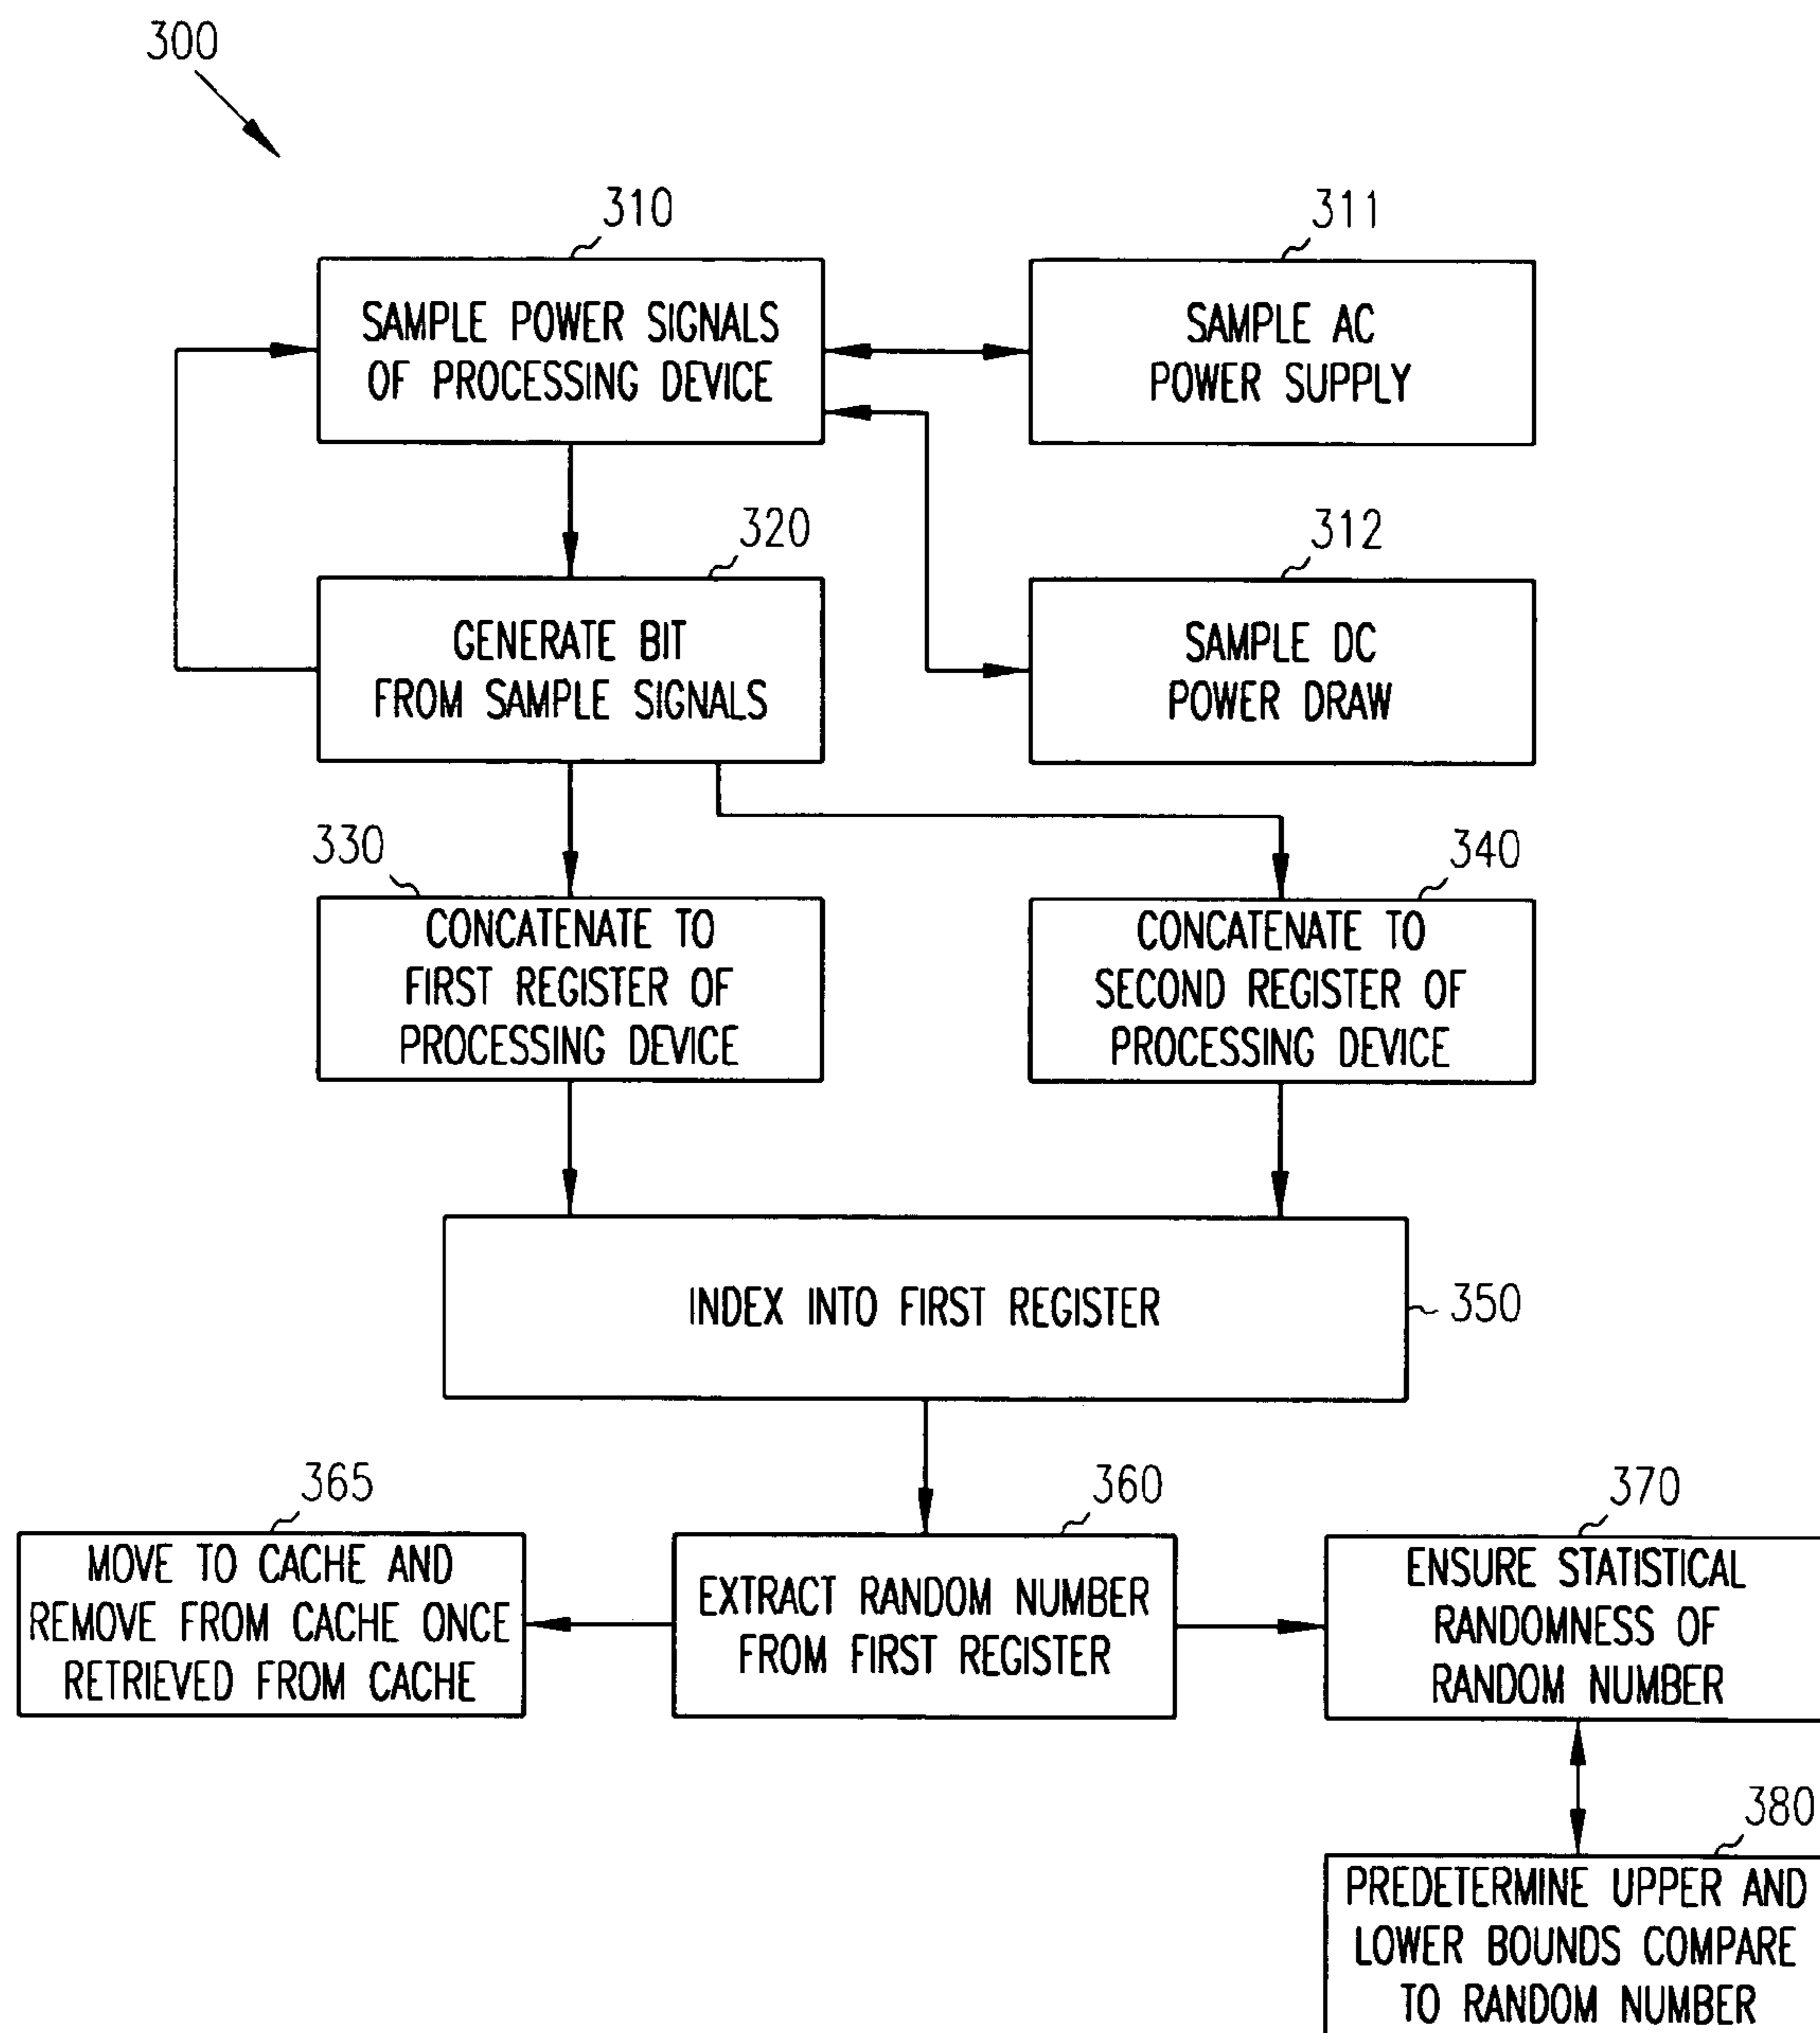 300
310
SAMPLE POWER SIGNALS
OF PROCESSING DEVICE
311
SAMPLE AC
POWER SUPPLY
320
GENERATE BIT
FROM SAMPLE SIGNALS
312
SAMPLE DC
POWER DRAW
330
CONCATENATE TO
FIRST REGISTER OF
PROCESSING DEVICE
340
CONCATENATE TO
SECOND REGISTER OF
PROCESSING DEVICE
INDEX INTO FIRST REGISTER
350
365
MOVE TO CACHE AND
REMOVE FROM CACHE ONCE
RETRIEVED FROM CACHE
360
EXTRACT RANDOM NUMBER
FROM FIRST REGISTER
370
ENSURE STATISTICAL
RANDOMNESS OF
RANDOM NUMBER
380
PREDETERMINE UPPER AND
LOWER BOUNDS COMPARE
TO RANDOM NUMBER